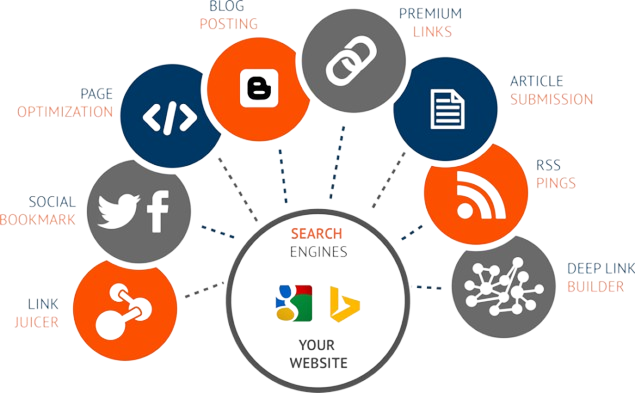 BLOG
POSTING
PREMIUM
LINKS
PAGE
OPTIMIZATION
ARTICLE
SUBMISSION
SOCIAL
BOOKMARK
RSS
PINGS
LINK
JUICER
DEEP LINK
BUILDER
SEARCH
ENGINES
YOUR
WEBSITE